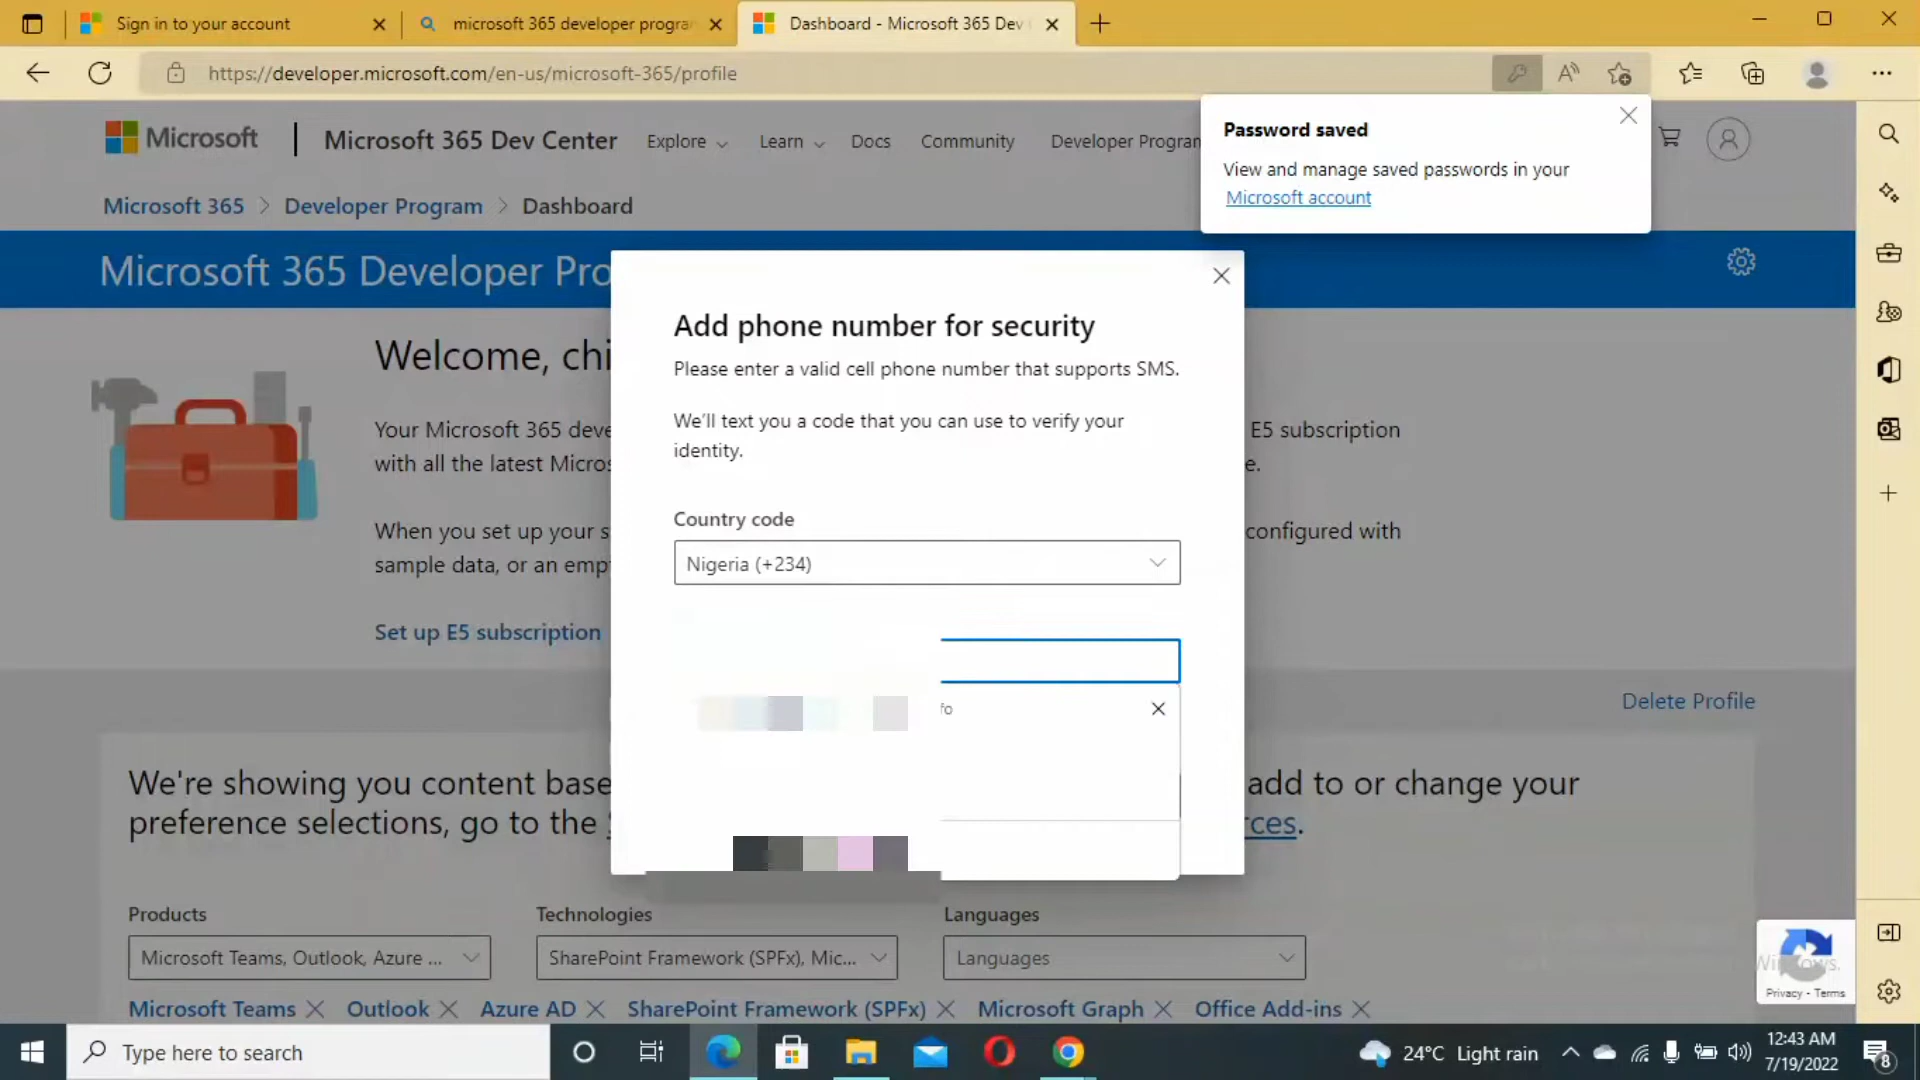 Sign in to your account
microsoft 365 developer progra
Dashboard - Microsoft 365 Dev
https://developer.microsoft.com/en-us/microsoft-365/profile
Microsoft
Microsoft 365 Dev Center
Explore
Learn
Docs
Community
Developer Program
Password saved
View and manage saved passwords in your
Microsoft account
Microsoft 365 > Developer Program > Dashboard
Microsoft 365 Developer Pro
Welcome, chi
Your Microsoft 365 deve
E5 subscription
with all the latest Micros
e.
When you set up your s
configured with
sample data, or an emp
Set up E5 subscription
Add phone number for security
Please enter a valid cell phone number that supports SMS.
We'll text you a code that you can use to verify your
identity.
Country code
Nigeria (+234)
fo
Delete Profile
We're showing you content base
add to or change your
preference selections, go to the
rces.
Products
Technologies
Languages
Microsoft Teams, Outlook, Azure ...
SharePoint Framework (SPFx), Mic...
Languages
Microsoft Teams
Outlook
Azure AD
SharePoint Framework (SPFx)
Microsoft Graph
Office Add-ins
Windows.
Privacy - Terms
Type here to search
24°C Light rain
12:43 AM
7/19/2022
8